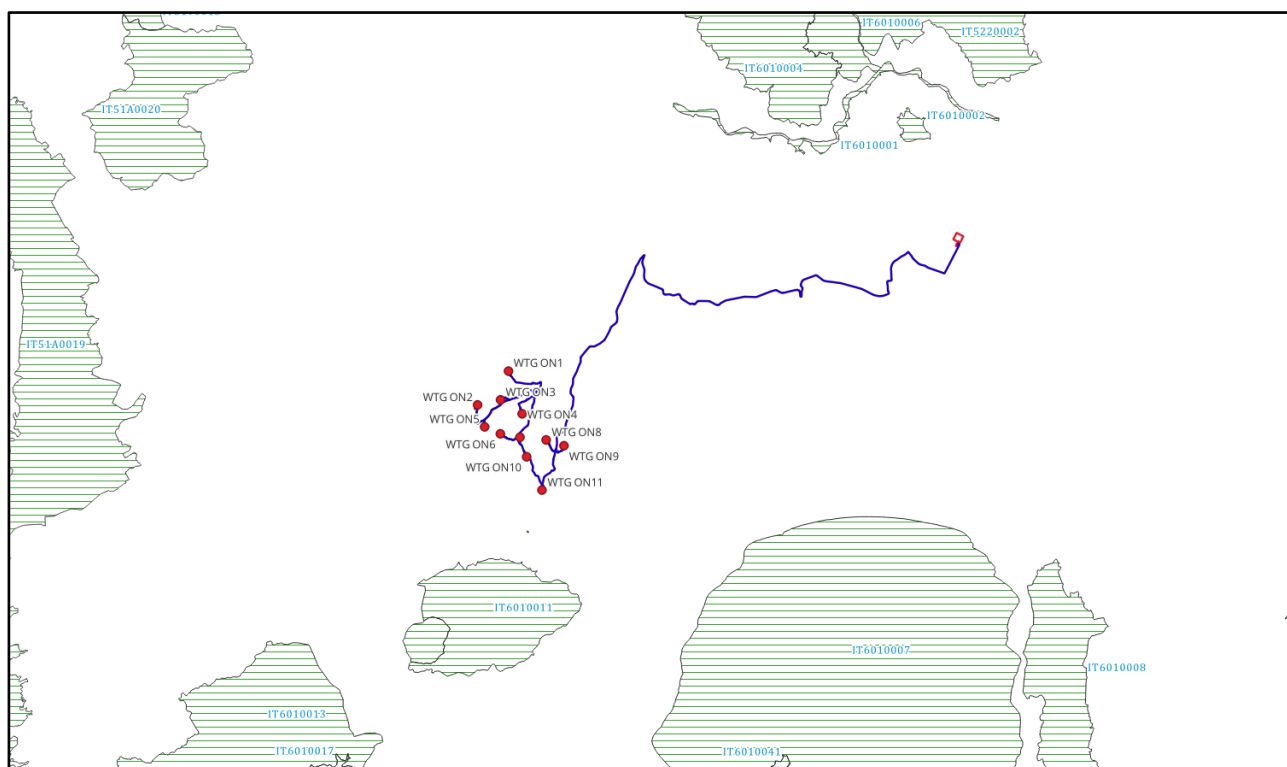 IT6010006
IT5220002
IT6010004
IT51A0020
IT6010002
IT6010001
IT51A0019
WTG ON1
WTG ON3
WTG ON2
WTG ON4
WTG ON5
WTG ON8
WTG ON6
WTG ON9
WTG ON10
WTG ON11
IT6010011
IT6010007
IT6010008
IT6010013
IT6010017
IT6010041